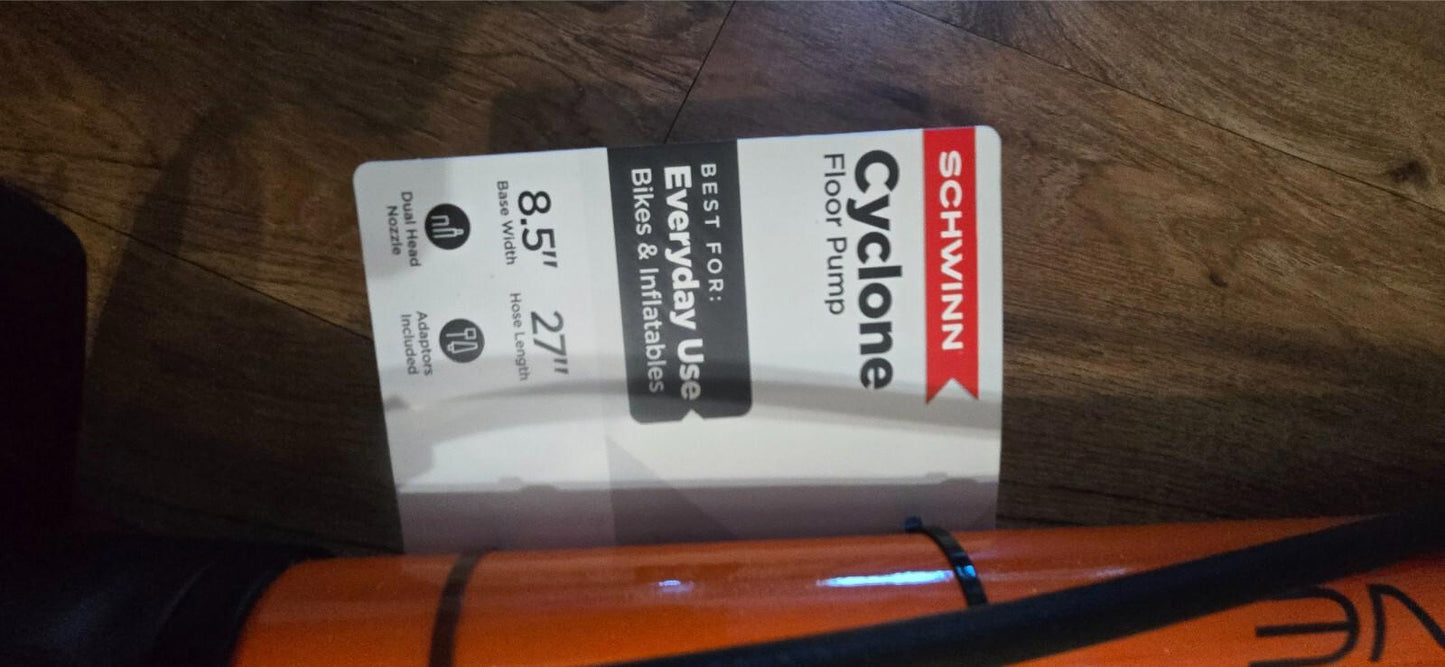 SCHWINN
Cyclone
Floor Pump
BEST FOR:
Everyday Use
Bikes & Inflatables
8.5"
Base Width
27"
Hose Length
Dual Head
Nozzle
Adaptors
Included